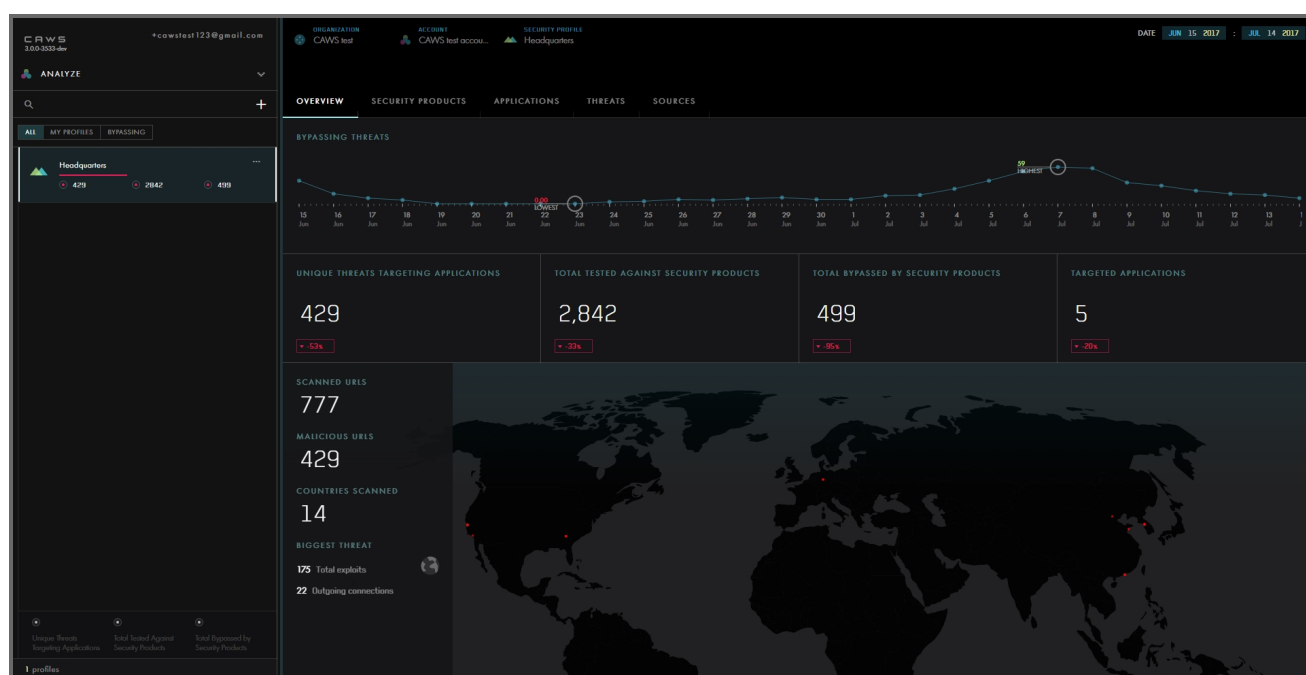 CAWS
3.0.0-3533-dev
+cawstest123@gmail.com
ANALYZE
+
ALL MY PROFILES BYPASSING
Headquarters
...
429 2842 499
Unique Threats Targeting Applications
Total Tested Against Security Products
Total Bypassed by Security Products
1 profiles
ORGANIZATION
CAWS test
ACCOUNT
CAWS test accou...
SECURITY PROFILE
Headquarters
DATE JUN 15 2017 : JUL 14 2017
OVERVIEW SECURITY PRODUCTS APPLICATIONS THREATS SOURCES
BYPASSING THREATS
59
HIGHEST
0.00
LOWEST
15 16 17 18 19 20 21 22 23 24 25 26 27 28 29 30 1 2 3 4 5 6 7 8 9 10 11 12 13 1
Jun Jun Jun Jun Jun Jun Jun Jun Jun Jun Jun Jun Jun Jun Jun Jun Jul Jul Jul Jul Jul Jul Jul Jul Jul Jul Jul Jul Jul J
UNIQUE THREATS TARGETING APPLICATIONS
429
-53%
TOTAL TESTED AGAINST SECURITY PRODUCTS
2,842
-33%
TOTAL BYPASSED BY SECURITY PRODUCTS
499
-95%
TARGETED APPLICATIONS
5
-20%
SCANNED URLS
777
MALICIOUS URLS
429
COUNTRIES SCANNED
14
BIGGEST THREAT
175 Total exploits
22 Outgoing connections